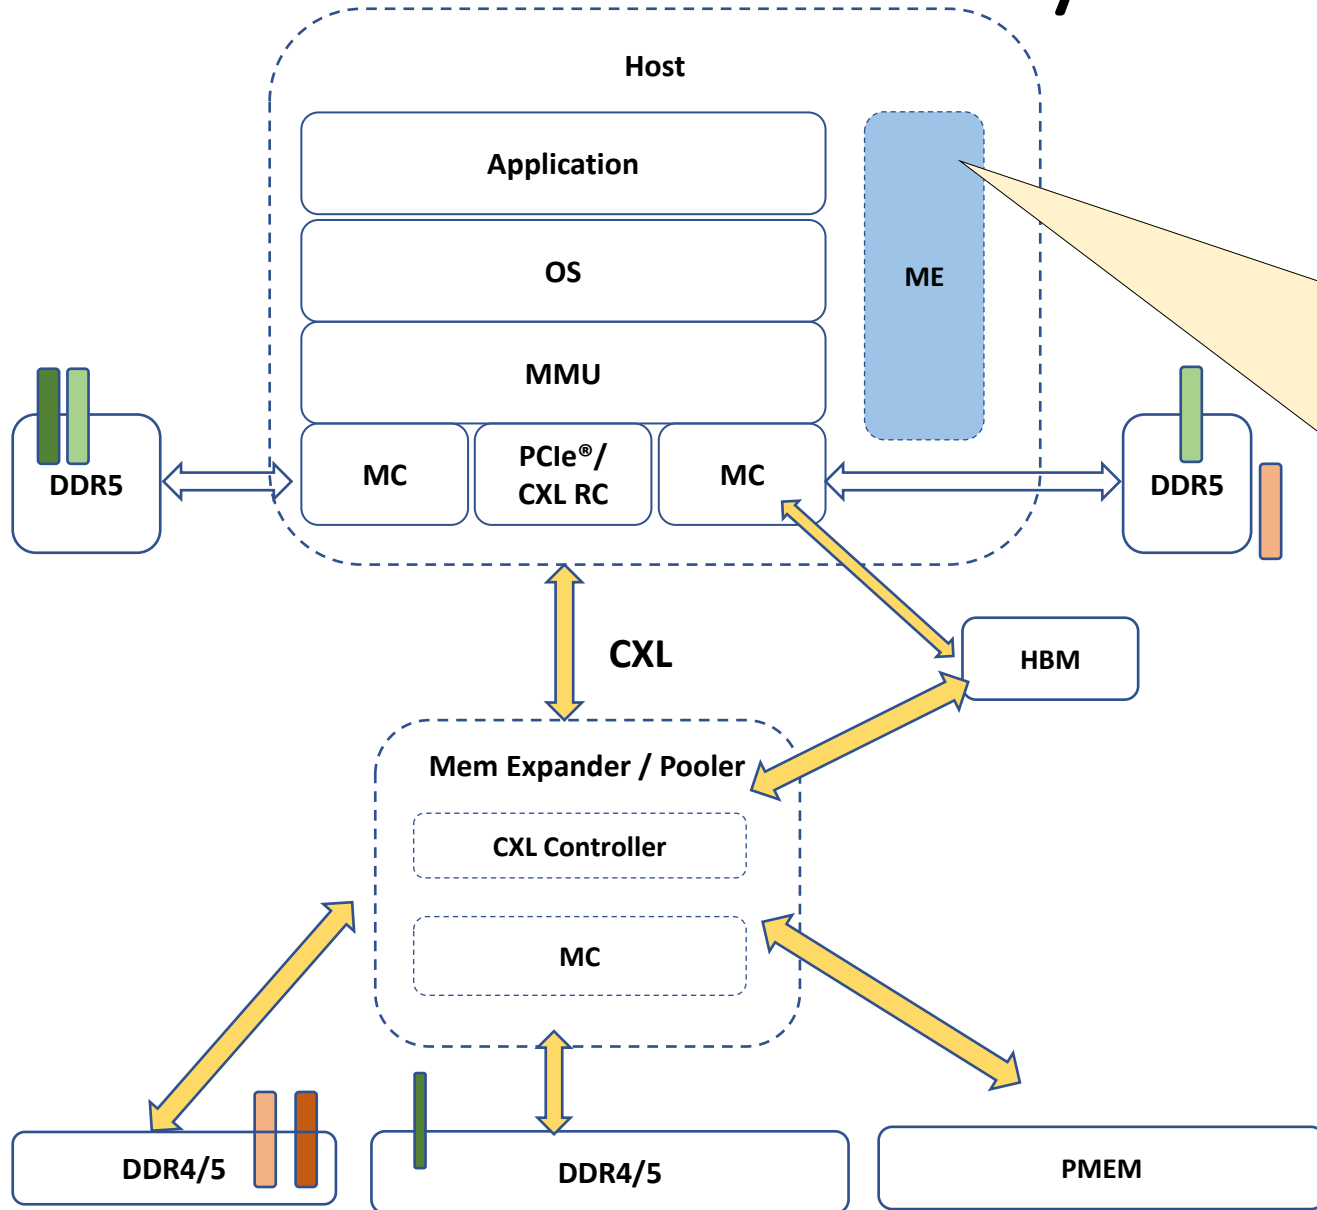 Host
Application
OS
ME
MMU
DDR5
MC
PCIe®/
CXL RC
MC
DDR5
CXL
HBM
Mem Expander / Pooler
CXL Controller
MC
DDR4/5
DDR4/5
PMEM